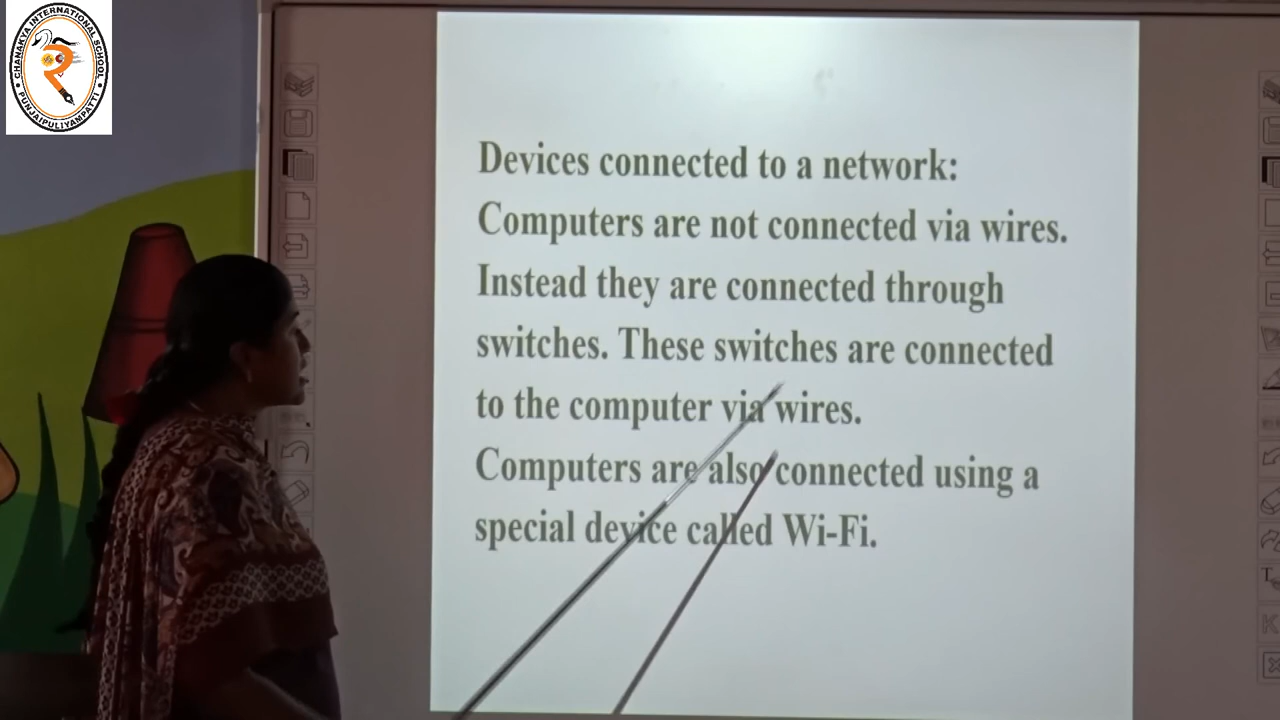 CHANAKYA INTERNATIONAL SCHOOL
PUNJAIPULIYAMPATTI
Devices connected to a network:
Computers are not connected via wires.
Instead they are connected through
switches. These switches are connected
to the computer via wires.
Computers are also connected using a
special device called Wi-Fi.
T
K